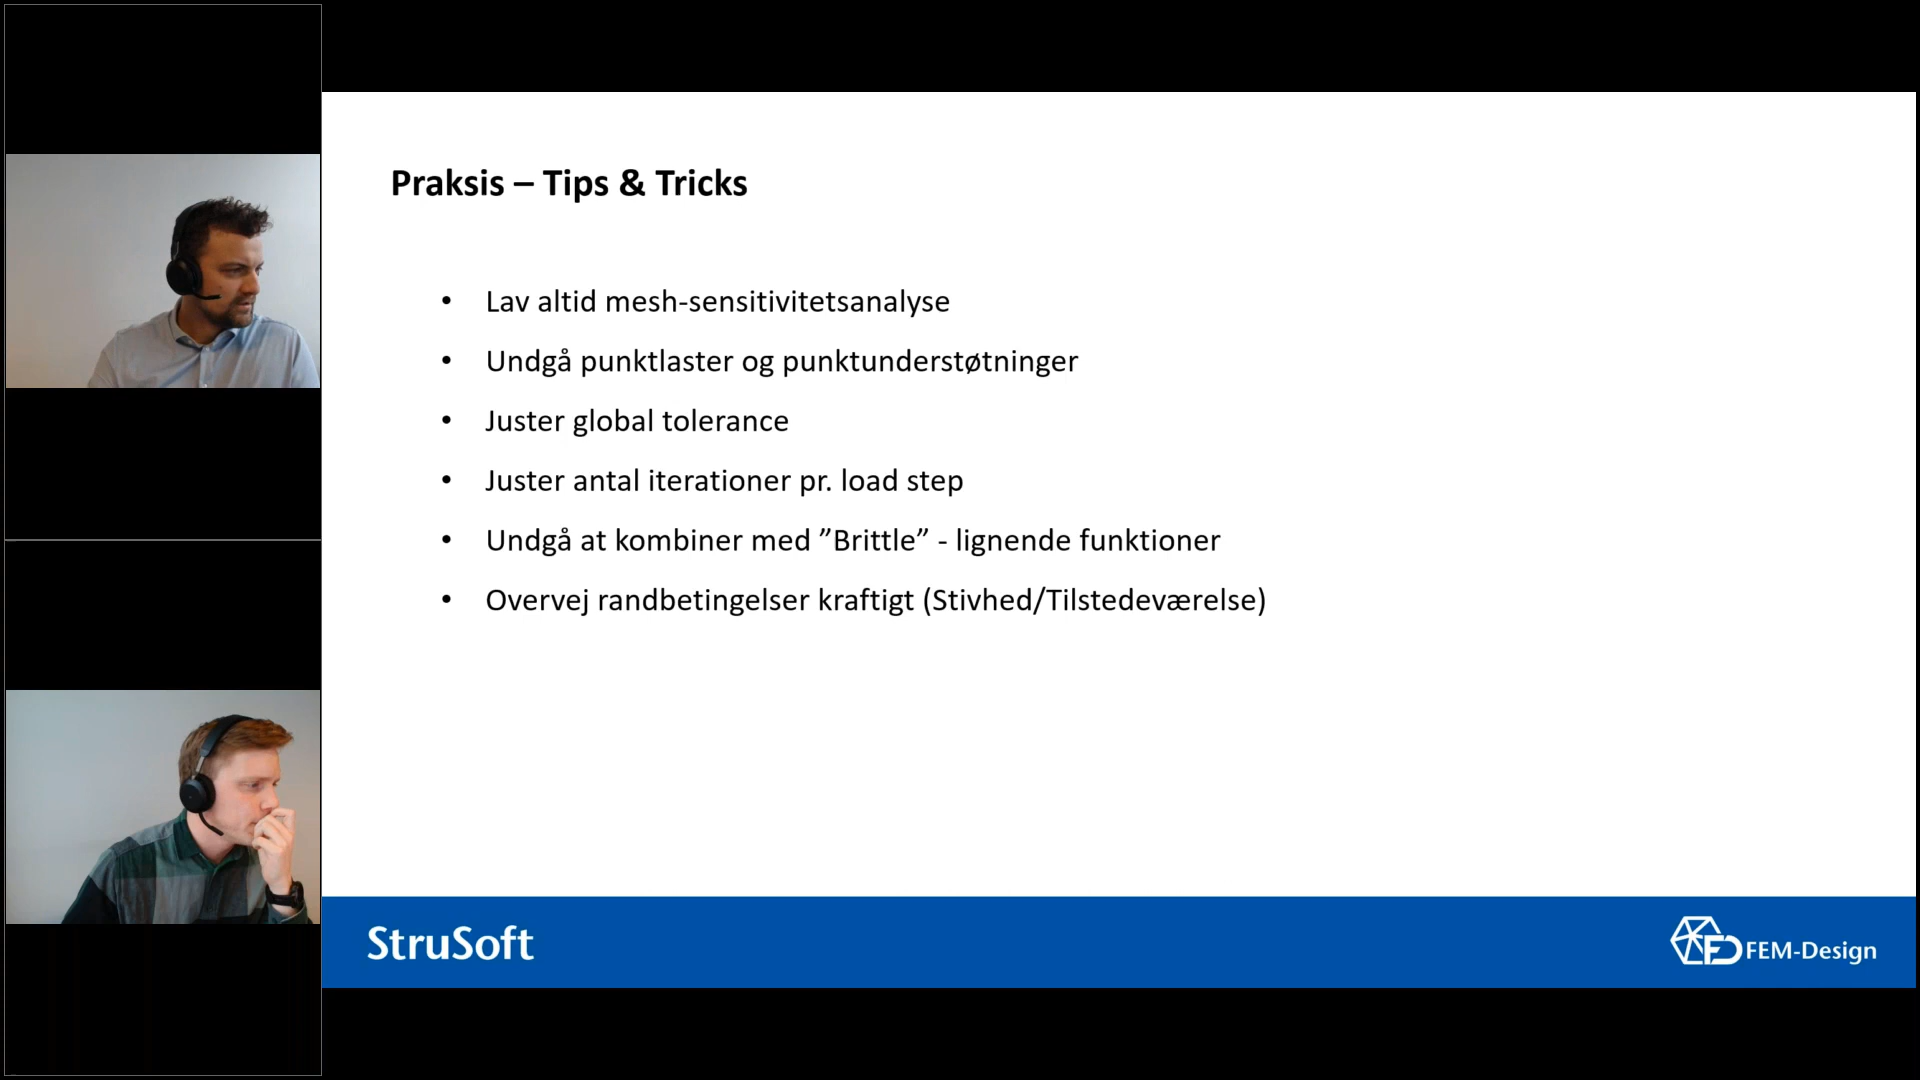 Praksis – Tips & Tricks
• Lav altid mesh-sensitivitetsanalyse
• Undgå punktlaster og punktunderstøtninger
• Juster global tolerance
• Juster antal iterationer pr. load step
• Undgå at kombiner med ”Brittle” - lignende funktioner
• Overvej randbetingelser kraftigt (Stivhed/Tilstedeværelse)
StruSoft
FD FEM-Design